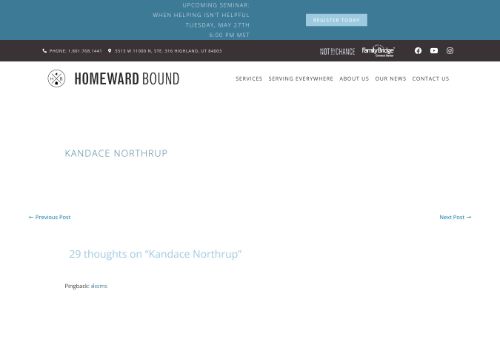 UPCOMING SEMINAR:
WHEN HELPING ISN'T HELPFUL
TUESDAY, MAY 27TH
6:00 PM MST
REGISTER TODAY
PHONE: 1.801.768.1441
5513 W 11000 N, STE. 316 HIGHLAND, UT 84003
NOT BY CHANCE
FamilyBridge
HOMEWARD BOUND
SERVICES SERVING EVERYWHERE ABOUT US OUR NEWS CONTACT US
KANDACE NORTHRUP
← Previous Post
Next Post →
29 thoughts on “Kandace Northrup”
Pingback: aksens